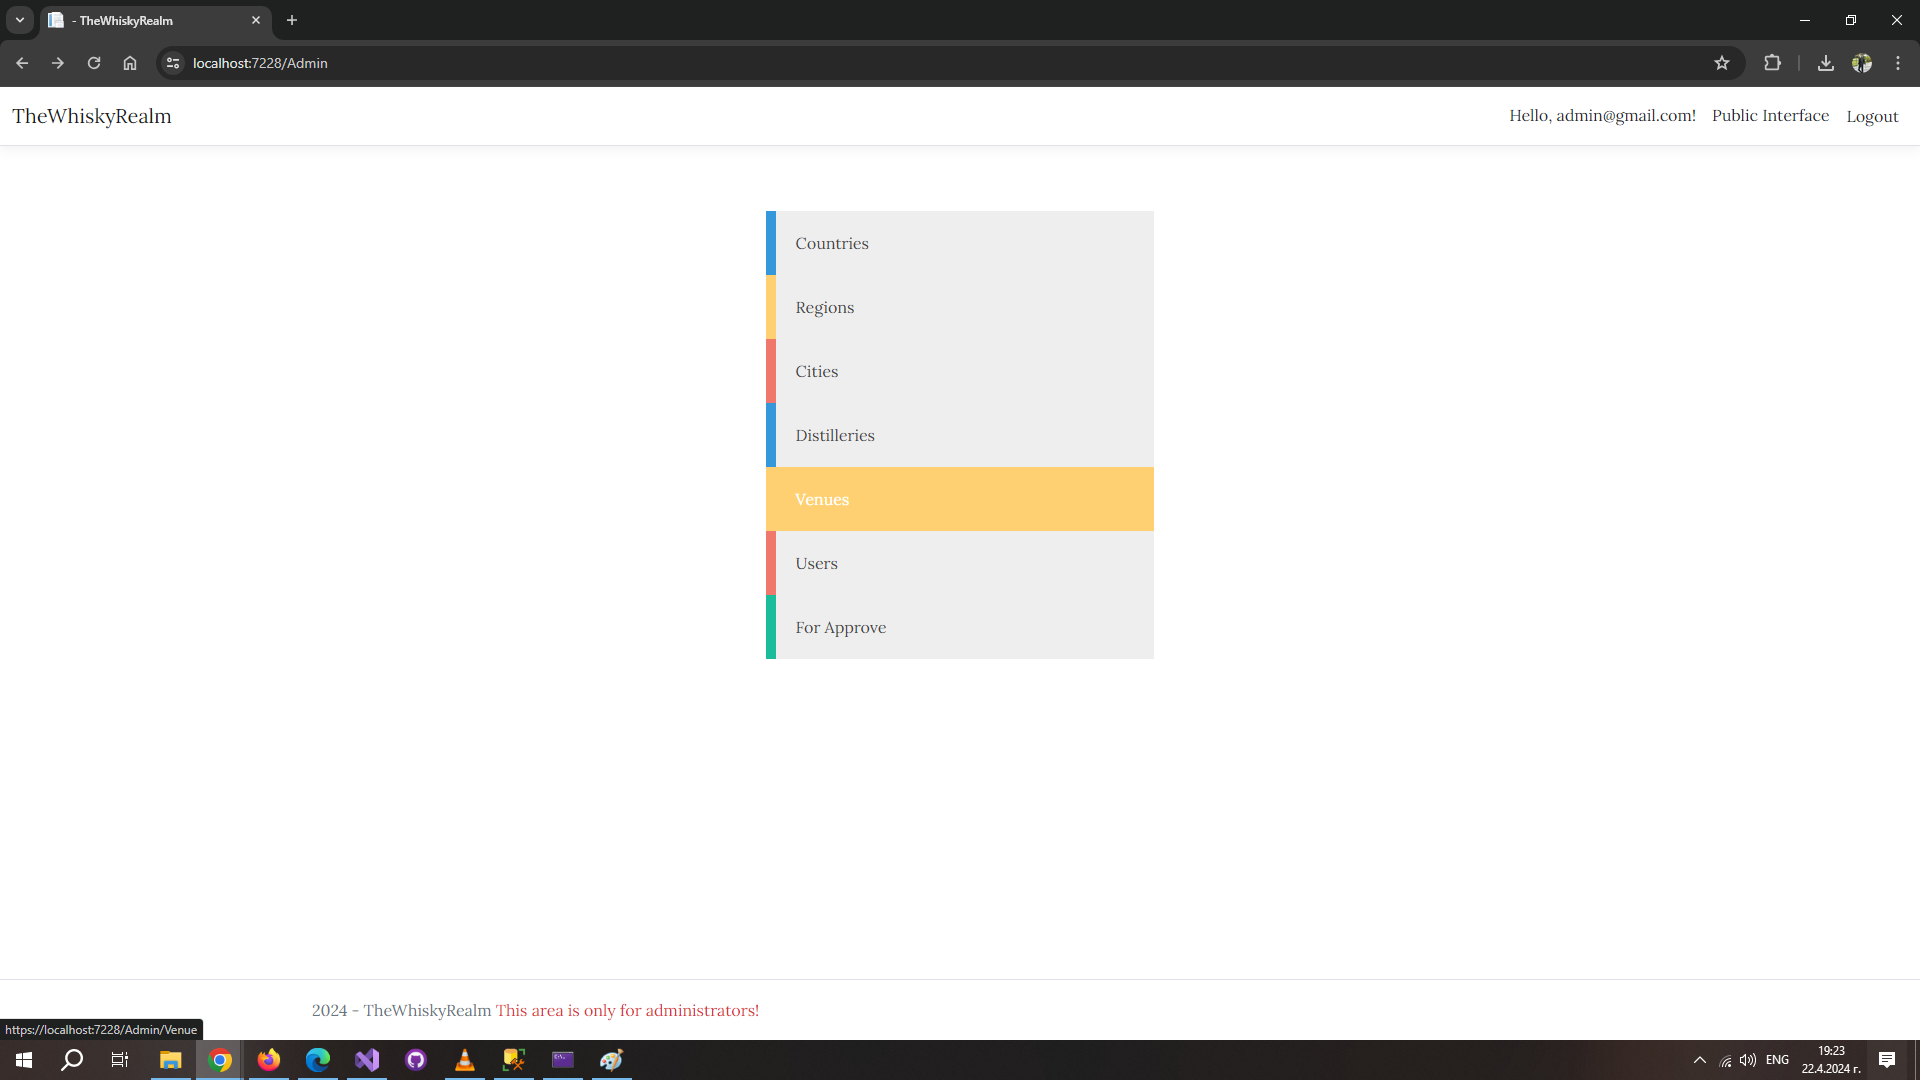 - TheWhiskyRealm
localhost:7228/Admin
TheWhiskyRealm
Hello, admin@gmail.com! Public Interface Logout
Countries
Regions
Cities
Distilleries
Venues
Users
For Approve
2024 - TheWhiskyRealm This area is only for administrators!
https://localhost:7228/Admin/Venue
ENG
19:23
22.4.2024 г.